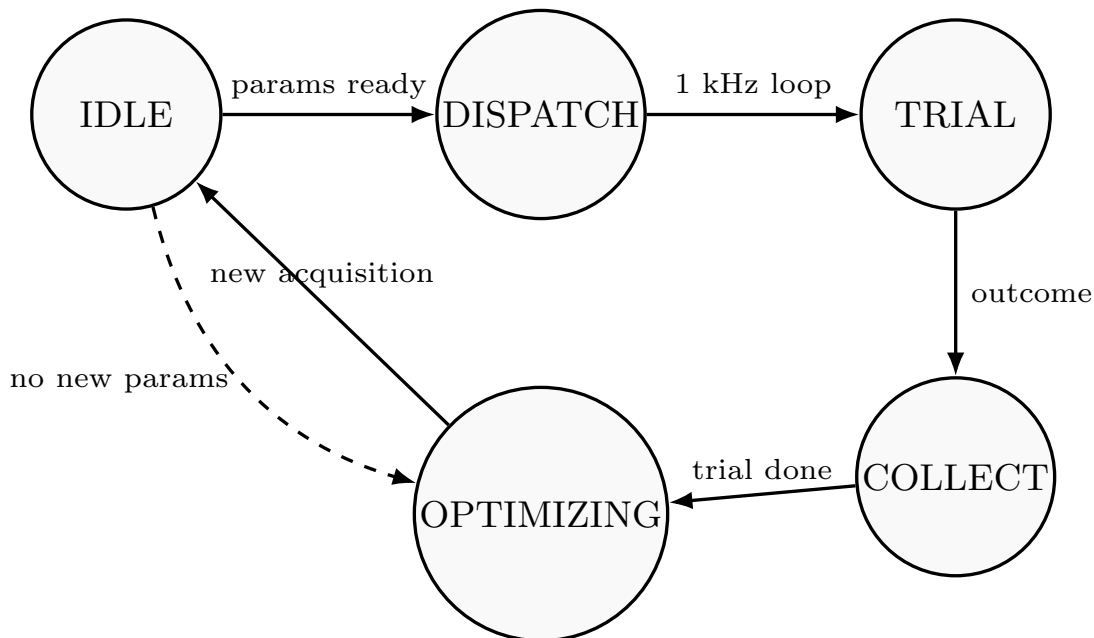 params ready
1 kHz loop
IDLE
DISPATCH
TRIAL
new acquisition
outcome
no new params
trial done
COLLECT
OPTIMIZING